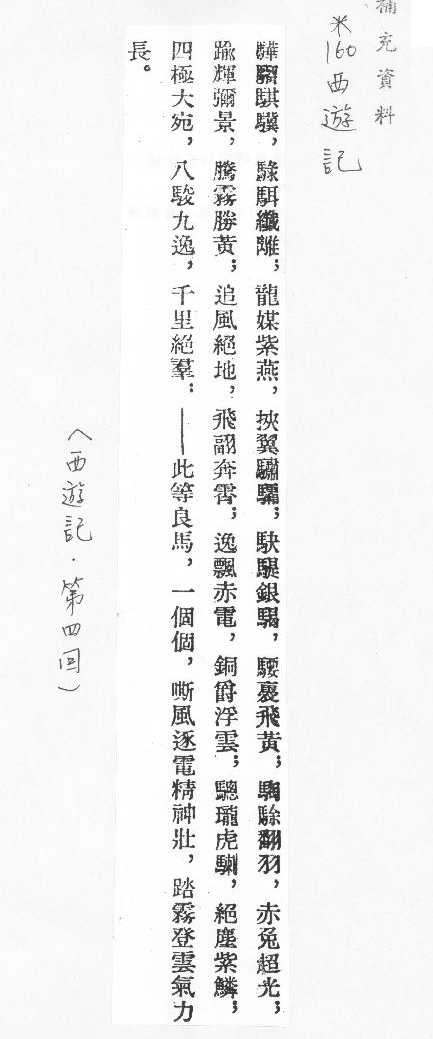 補充資料
米160西遊記
驊騮騏驥，騄駬纖離；龍媒紫燕，挾翼驌驦；駃騠銀騔，騕褭飛黃；騊駼翻羽，赤兔超光；
踰輝彌景，騰霧勝黃；追風絕地，飛翮奔霄；逸飄赤電，銅爵浮雲；驄瓏虎，絕塵紫鱗；
四極大宛，八駿九逸，千里絕羣：——此等良馬，一個個，嘶風逐電精神壯，踏霧登雲氣力
長。
〈西遊記．第四回〉